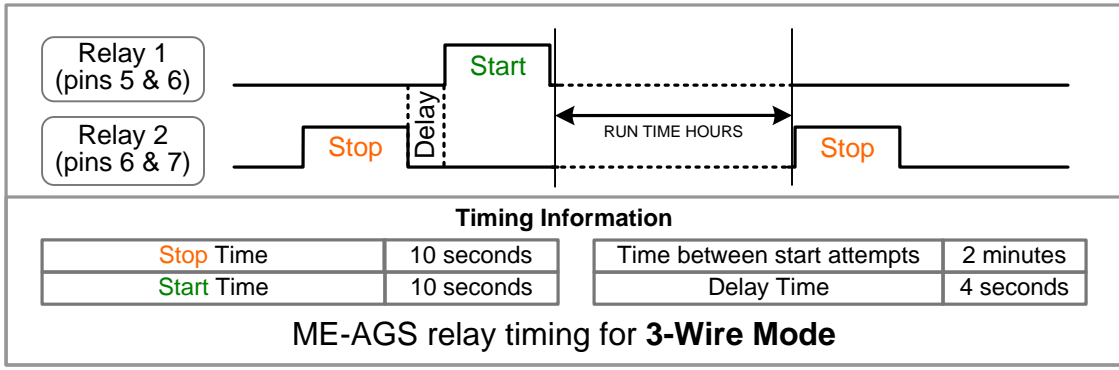 Relay 1
(pins 5 & 6)
Start
Delay
RUN TIME HOURS
Relay 2
(pins 6 & 7)
Stop
Stop
Timing Information
Stop Time 10 seconds Time between start attempts 2 minutes
Start Time 10 seconds Delay Time 4 seconds
ME-AGS relay timing for 3-Wire Mode